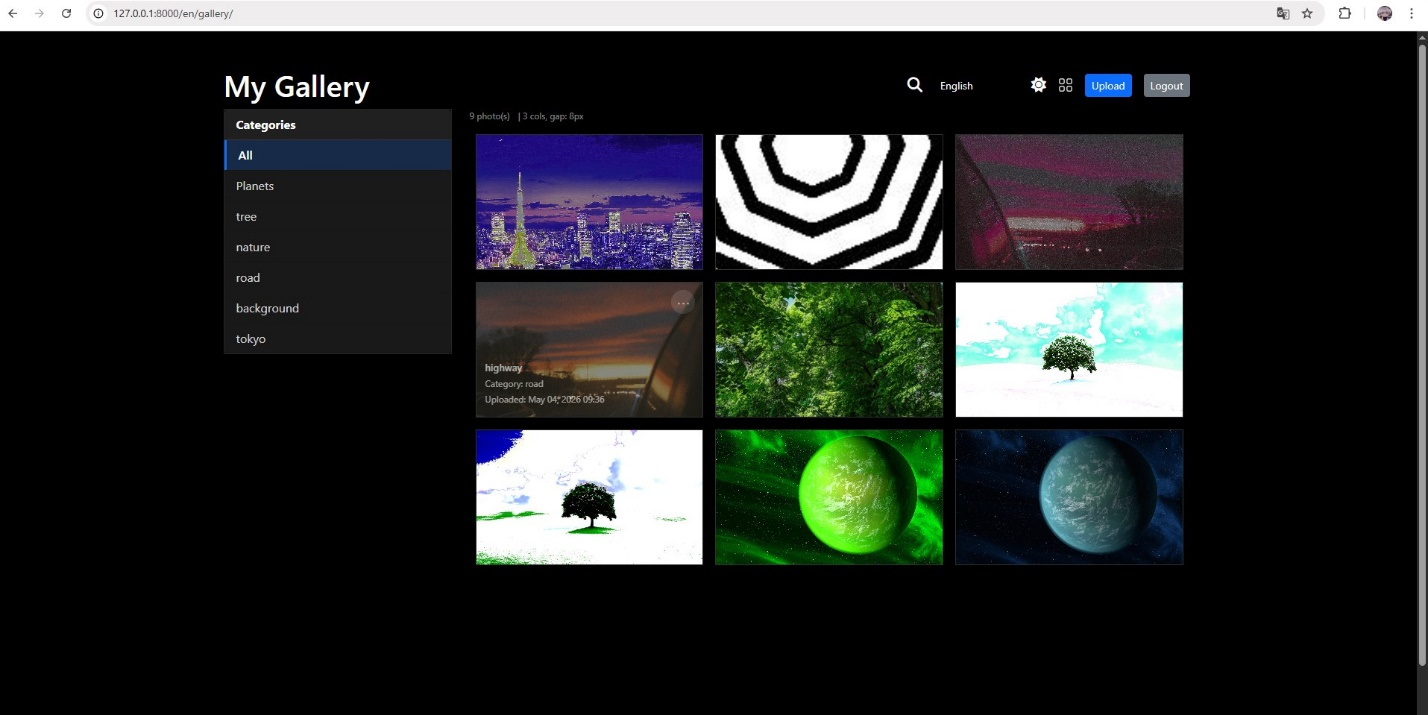 127.0.0.1:8000/en/gallery/
My Gallery
English
Upload
Logout
Categories
All
Planets
tree
nature
road
background
tokyo
9 photo(s) | 3 cols, gap: 8px
highway
Category: road
Uploaded: May 04, 2026 09:36